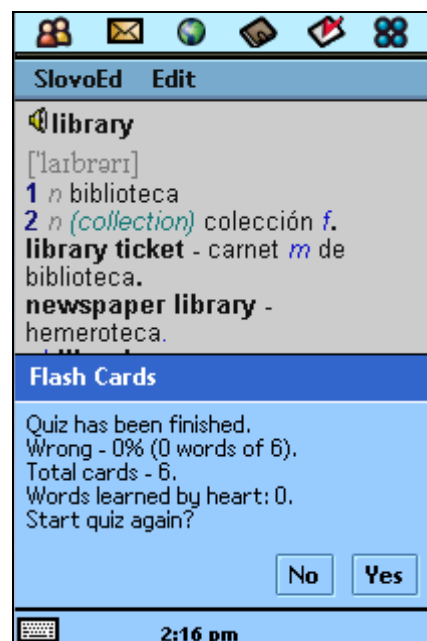 SlovoEd Edit
library
['laɪbrərɪ]
1 n biblioteca
2 n (collection) colección f.
library ticket - carnet m de
biblioteca.
newspaper library -
hemeroteca.
Flash Cards
Quiz has been finished.
Wrong - 0% (0 words of 6).
Total cards - 6.
Words learned by heart: 0.
Start quiz again?
No Yes
2:16 pm